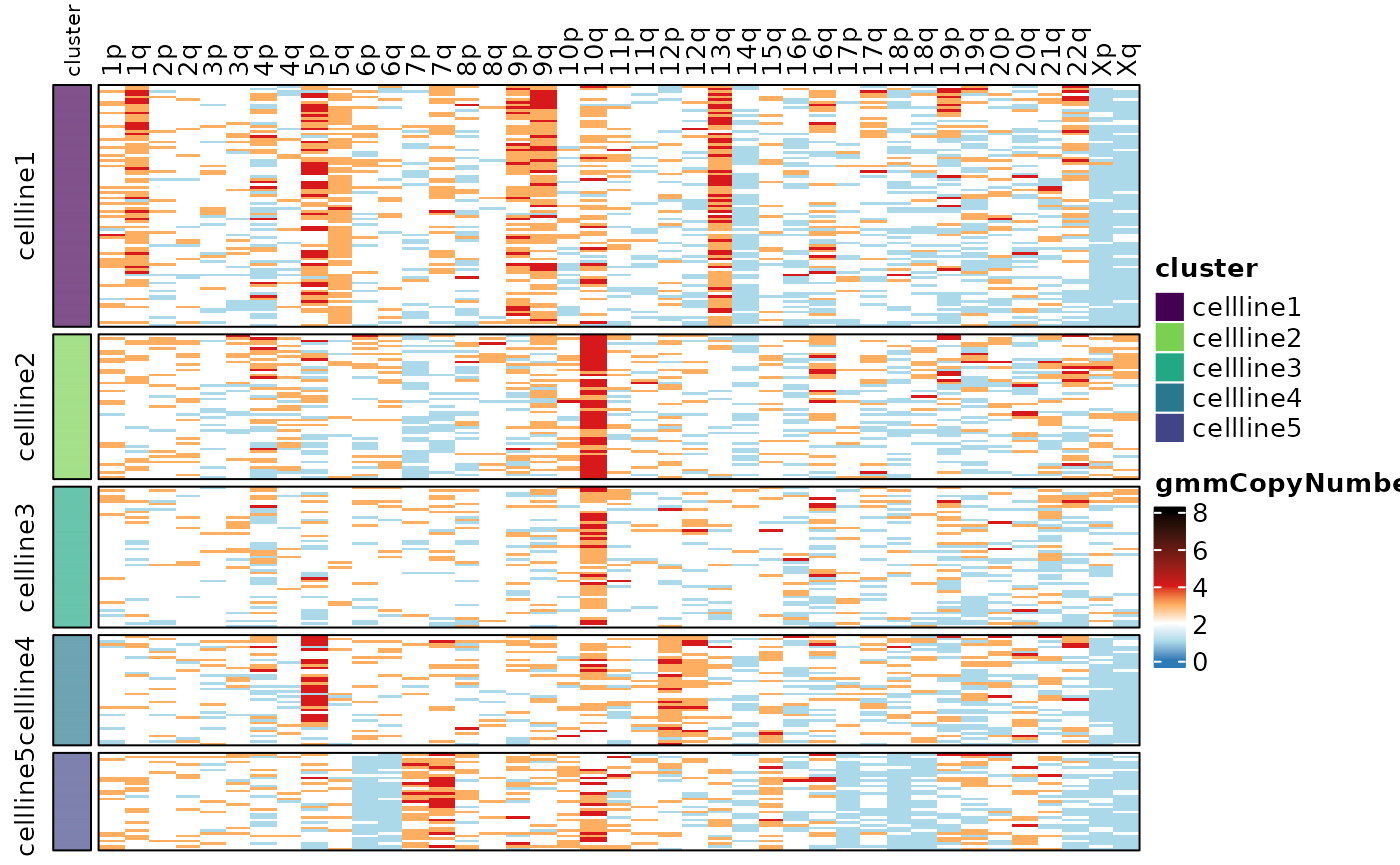 cluster 1p 1q 2p 2q 3p 3q 4p 4q 5p 5q 6p 6q 7p 7q 8p 8q 9p 9q 10p 10q 11p 11q 12p 12q 13q 14q 15q 16p 16q 17p 17q 18p 18q 19p 19q 20p 20q 21q 22q Xp Xq
cellline1
cellline2
cellline3
cellline4
cellline5
cluster
cellline1
cellline2
cellline3
cellline4
cellline5
gmmCopyNumbe
8
6
4
2
0